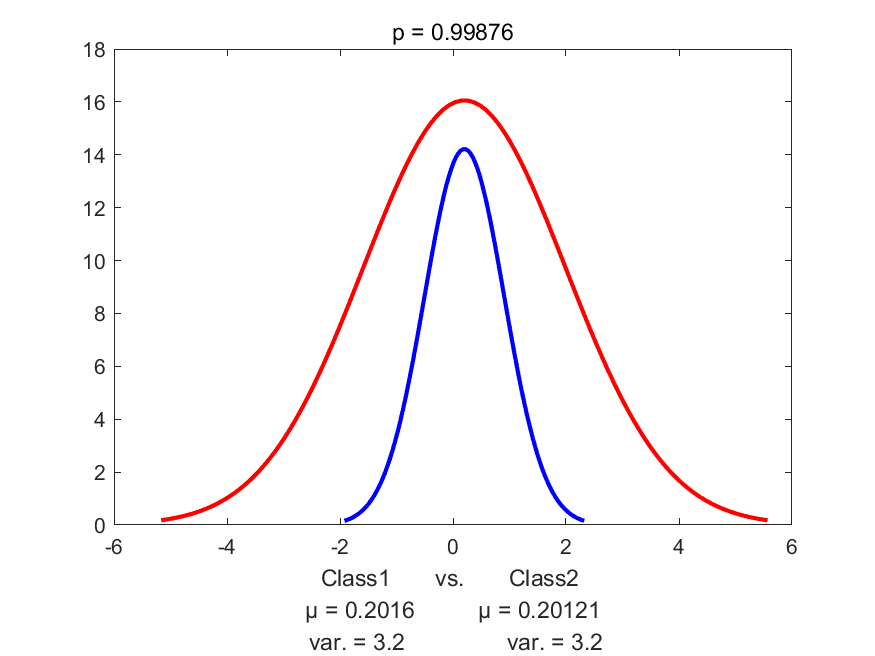 p = 0.99876
18
16
14
12
10
8
6
4
2
0
-6 -4 -2 0 2 4 6
Class1 vs. Class2
μ = 0.2016 μ = 0.20121
var. = 3.2 var. = 3.2